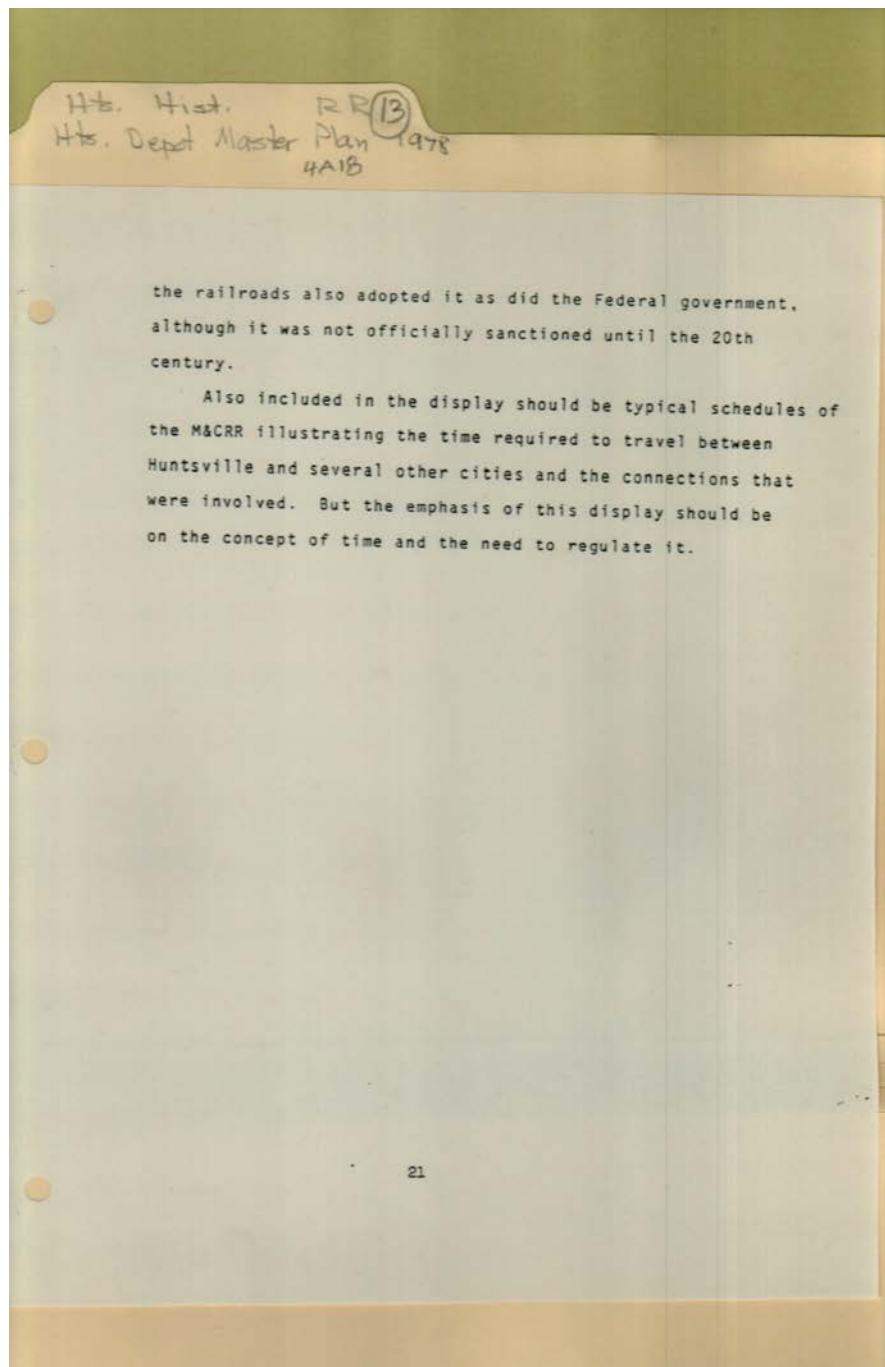 Hts. Hist. RR 13
Hts. Depot Master Plan 1978
4A1B
the railroads also adopted it as did the Federal government,
although it was not officially sanctioned until the 20th
century.
Also included in the display should be typical schedules of
the M&CRR illustrating the time required to travel between
Huntsville and several other cities and the connections that
were involved. But the emphasis of this display should be
on the concept of time and the need to regulate it.
21